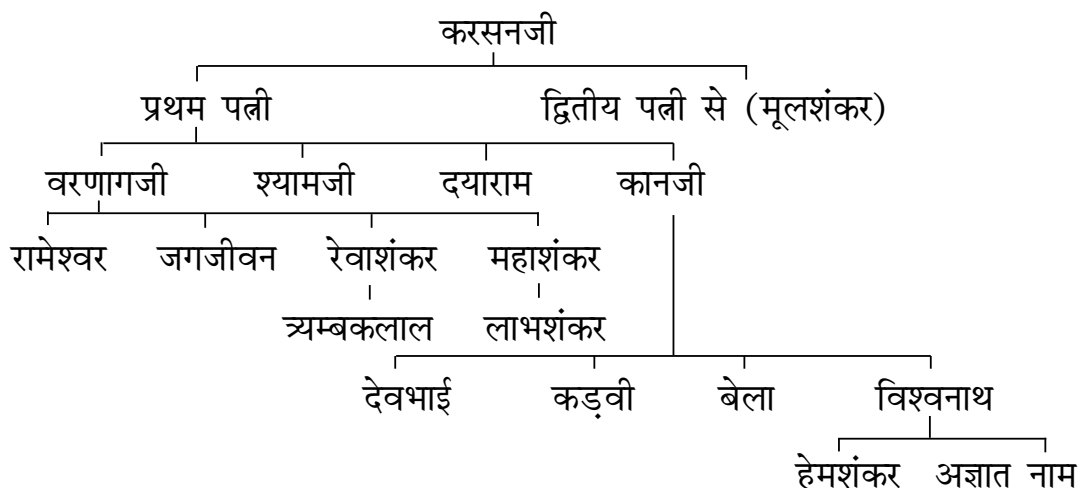 करसनजी
प्रथम पत्नी द्वितीय पत्नी से (मूलशंकर)
वरणागजी श्यामजी दयाराम कानजी
रामेश्वर जगजीवन रेवाशंकर महाशंकर
त्र्यम्बकलाल लाभशंकर
देवभाई कड़वी बेला विश्वनाथ
हेमशंकर अज्ञात नाम